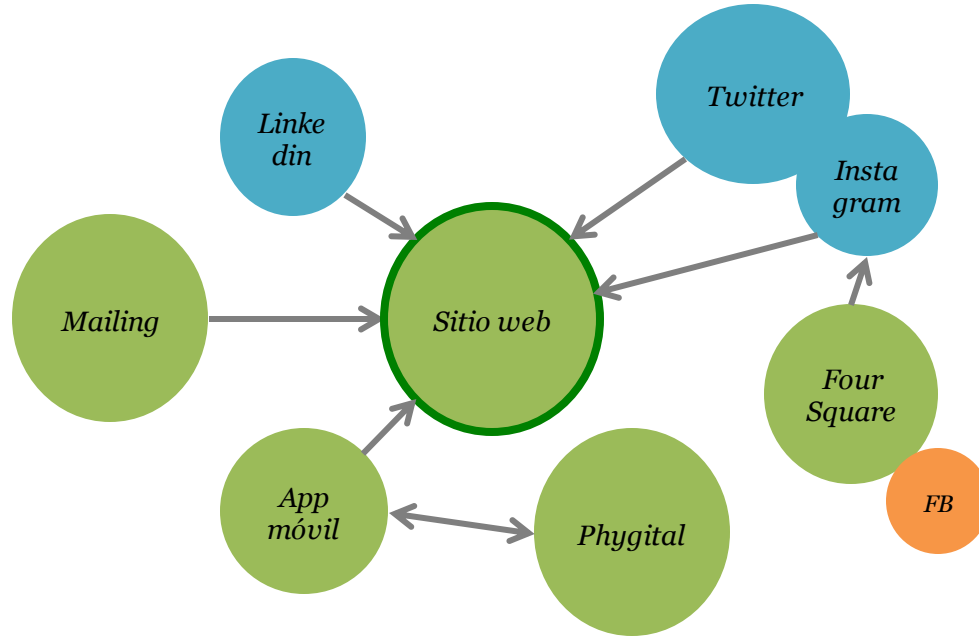 Twitter
Linke
din
Insta
gram
Mailing
Sitio web
Four
Square
App
móvil
Phygital
FB